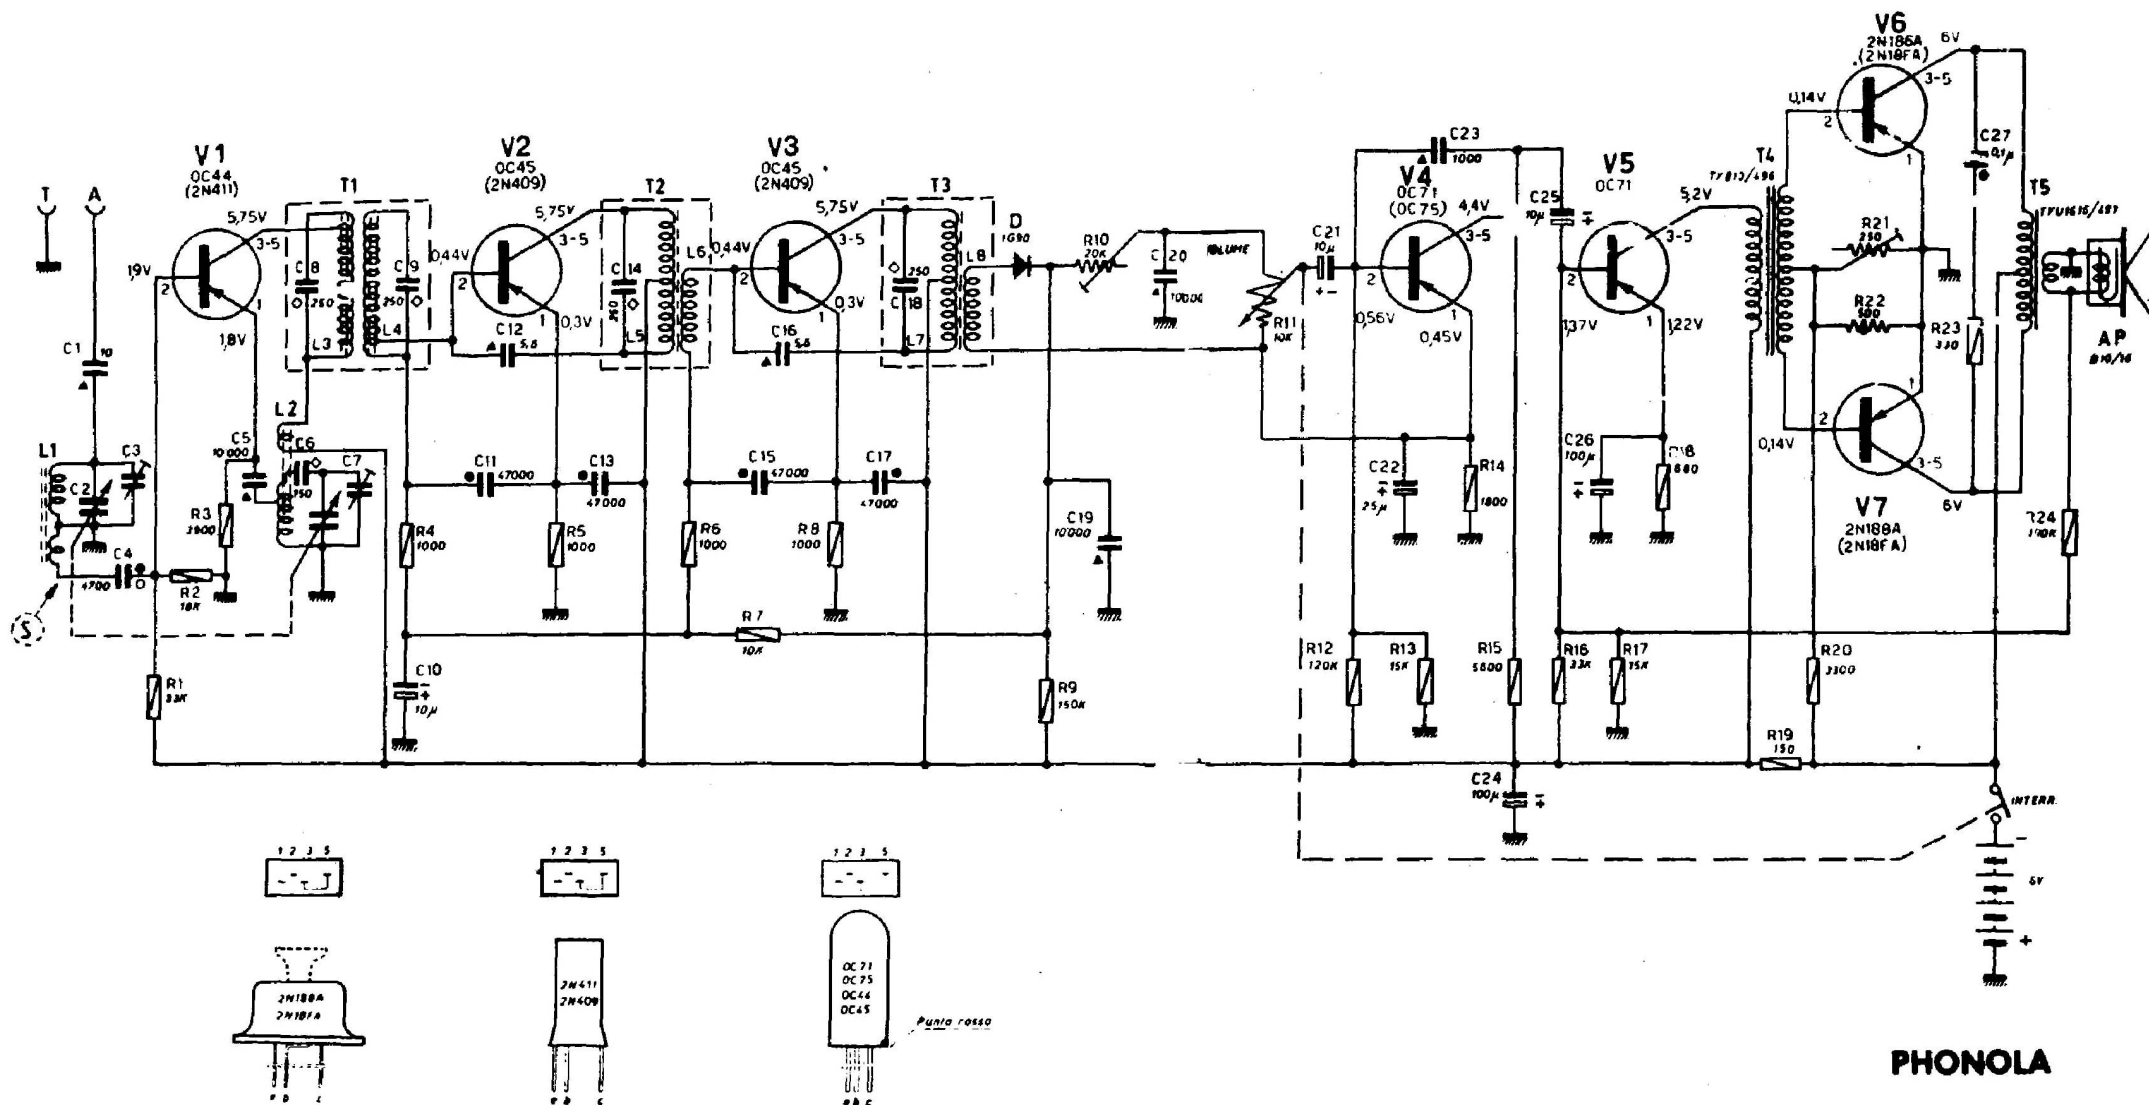 T
A
C1
10
L1
C2
C3
C4
4700
S
V1
OC44
(2N411)
5,75V
3-5
1,9V
2
1
1,8V
C5
10000
R3
3900
R2
18K
R1
33K
T1
C8
250
C9
250
L3
L4
L2
C6
150
C7
V2
OC45
(2N409)
5,75V
3-5
0,44V
2
1
0,3V
C12
5,6
C11
47000
C13
47000
R4
1000
R5
1000
C10
10µ
T2
C14
250
L5
L6
V3
OC45
(2N409)
5,75V
3-5
0,44V
2
1
0,3V
C16
5,6
C15
47000
C17
47000
R6
1000
R8
1000
R7
10K
T3
250
C18
L7
L8
D
1G90
R10
20K
C20
10000
C19
10000
R9
150K
R11
10K
C21
10µ
+ -
C23
1000
V4
OC71
(OC75)
4,4V
3-5
2
1
0,56V
0,45V
C22
25µ
R14
1800
R12
120K
R13
15K
R15
5600
C24
100µ
C25
10µ
V5
OC71
5,2V
3-5
2
1
1,37V
1,22V
C26
100µ
R18
680
R16
33K
R17
15K
T4
V6
2N188A
(2N18FA)
6V
3-5
0,14V
2
1
R21
250
R22
500
V7
2N188A
(2N18FA)
6V
3-5
0,14V
2
1
C27
0,1µ
R23
330
T5
AP
R24
R20
3300
R19
150
INTERR.
-
6V
+
1 2 3 5
2N188A
2N18FA
1 2 3 5
2N411
2N409
e b c
1 2 3 5
OC71
OC75
OC44
OC45
Punto rosso
e b c
PHONOLA